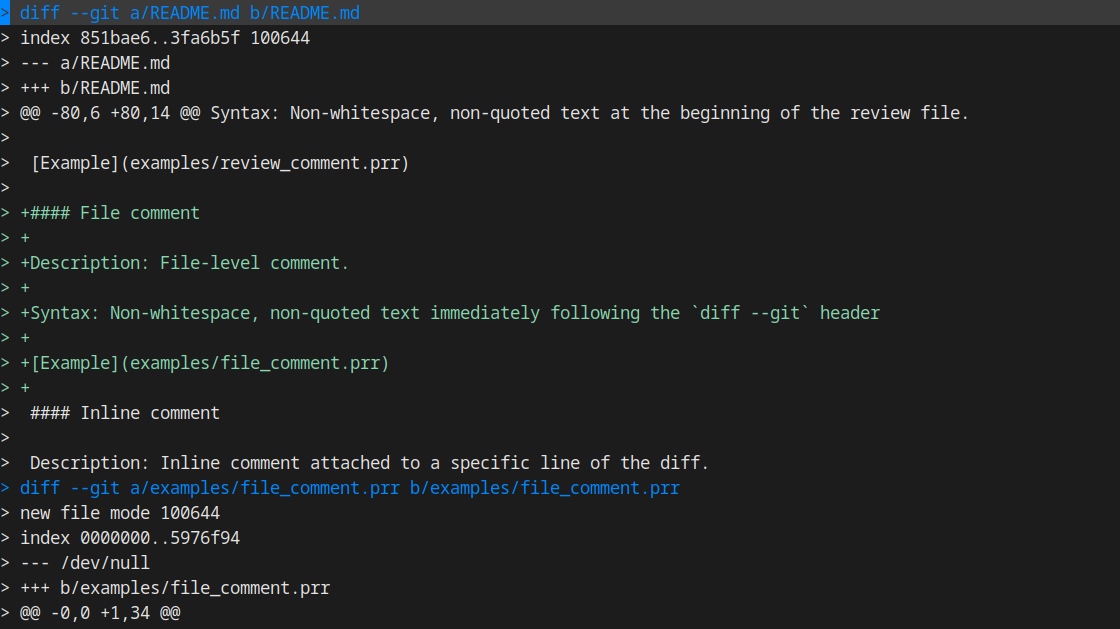 > diff --git a/README.md b/README.md
> index 851bae6..3fa6b5f 100644
> --- a/README.md
> +++ b/README.md
> @@ -80,6 +80,14 @@ Syntax: Non-whitespace, non-quoted text at the beginning of the review file.
>
>  [Example](examples/review_comment.prr)
>
> +#### File comment
> +
> +Description: File-level comment.
> +
> +Syntax: Non-whitespace, non-quoted text immediately following the `diff --git` header
> +
> +[Example](examples/file_comment.prr)
> +
>  #### Inline comment
>
>  Description: Inline comment attached to a specific line of the diff.
> diff --git a/examples/file_comment.prr b/examples/file_comment.prr
> new file mode 100644
> index 0000000..5976f94
> --- /dev/null
> +++ b/examples/file_comment.prr
> @@ -0,0 +1,34 @@